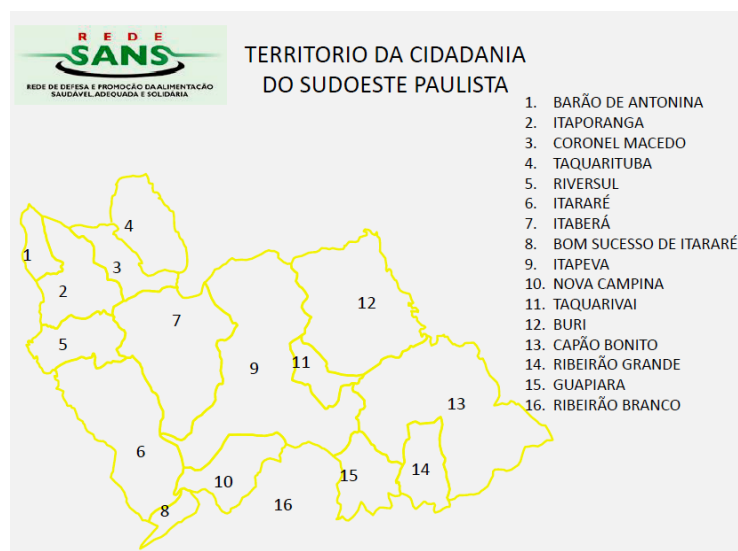 REDE
SANS
REDE DE DEFESA E PROMOÇÃO DA ALIMENTAÇÃO
SAUDÁVEL, ADEQUADA E SOLIDÁRIA
TERRITORIO DA CIDADANIA
DO SUDOESTE PAULISTA
1. BARÃO DE ANTONINA
2. ITAPORANGA
3. CORONEL MACEDO
4. TAQUARITUBA
5. RIVERSUL
6. ITARARÉ
7. ITABERÁ
8. BOM SUCESSO DE ITARARÉ
9. ITAPEVA
10. NOVA CAMPINA
11. TAQUARIVAI
12. BURI
13. CAPÃO BONITO
14. RIBEIRÃO GRANDE
15. GUAPIARA
16. RIBEIRÃO BRANCO
4
1
3
2
12
7
5
9
11
13
6
14
15
10
16
8